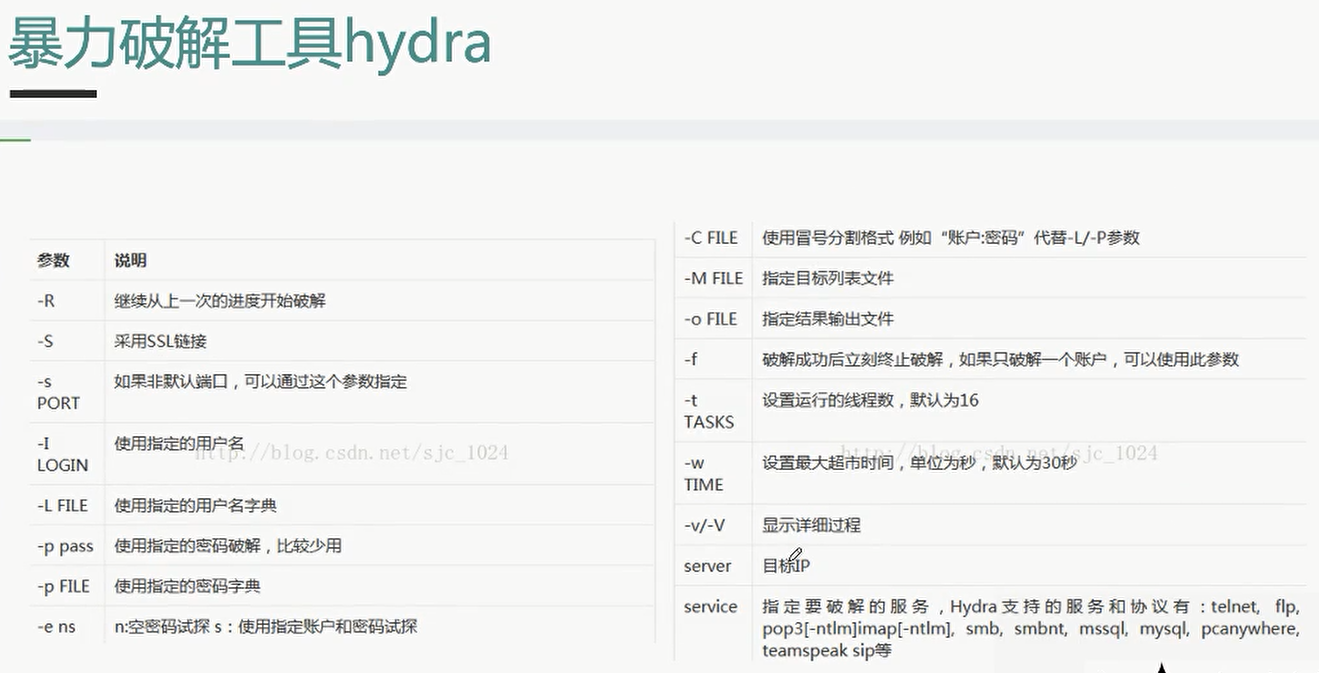 暴力破解工具hydra
参数 说明
-R 继续从上一次的进度开始破解
-S 采用SSL链接
-s 如果非默认端口，可以通过这个参数指定
PORT
-I 使用指定的用户名
LOGIN
http://blog.csdn.net/sjc_1024
-L FILE 使用指定的用户名字典
-p pass 使用指定的密码破解，比较少用
-p FILE 使用指定的密码字典
-e ns n:空密码试探 s：使用指定账户和密码试探
-C FILE 使用冒号分割格式 例如“账户:密码”代替-L/-P参数
-M FILE 指定目标列表文件
-o FILE 指定结果输出文件
-f 破解成功后立刻终止破解，如果只破解一个账户，可以使用此参数
-t 设置运行的线程数，默认为16
TASKS
http://blog.csdn.net/sjc_1024
-w 设置最大超市时间，单位为秒，默认为30秒
TIME
-v/-V 显示详细过程
server 目标IP
service 指定要破解的服务，Hydra支持的服务和协议有：telnet, flp,
pop3[-ntlm]imap[-ntlm], smb, smbnt, mssql, mysql, pcanywhere,
teamspeak sip等